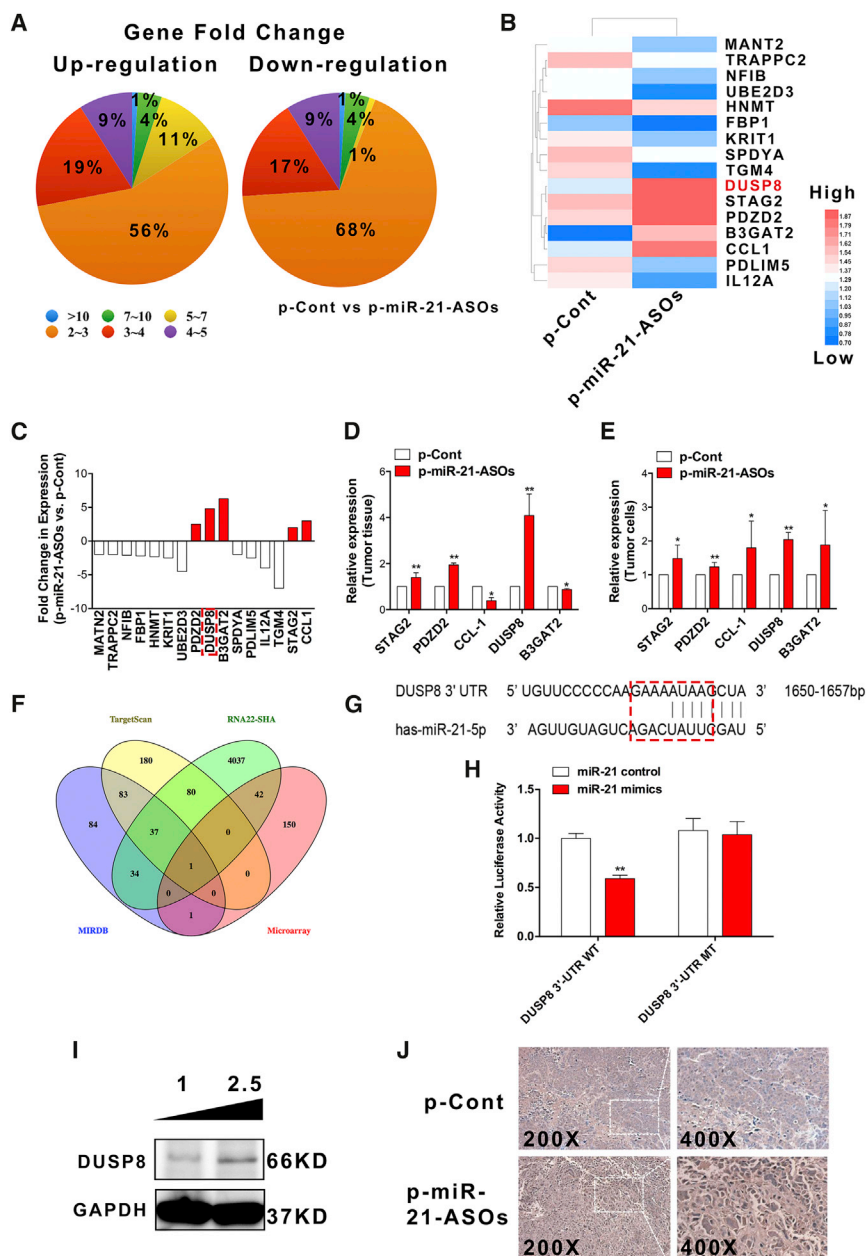 A
Gene Fold Change
Up-regulation Down-regulation
1%
4%
11%
9%
19%
56%
1%
4%
1%
9%
17%
68%
p-Cont vs p-miR-21-ASOs
>10 7~10 5~7
2~3 3~4 4~5
B
MANT2
TRAPPC2
NFIB
UBE2D3
HNMT
FBP1
KRIT1
SPDYA
TGM4
DUSP8
STAG2
PDZD2
B3GAT2
CCL1
PDLIM5
IL12A
p-Cont
p-miR-21-ASOs
High
1.87
1.79
1.71
1.62
1.54
1.45
1.37
1.29
1.20
1.12
1.03
0.95
0.87
0.78
0.70
Low
C
Fold Change in Expression
(p-miR-21-ASOs vs. p-Cont)
10
5
0
-5
-10
MATN2
TRAPPC2
NFIB
FBP1
HNMT
KRIT1
UBE2D3
PDZD2
DUSP8
B3GAT2
SPDYA
PDLIM5
IL12A
TGM4
STAG2
CCL1
D
p-Cont
p-miR-21-ASOs
Relative expression
(Tumor tissue)
6
4
2
0
** ** * ** *
STAG2
PDZD2
CCL-1
DUSP8
B3GAT2
E
p-Cont
p-miR-21-ASOs
Relative expression
(Tumor cells)
4
3
2
1
0
* ** * ** *
STAG2
PDZD2
CCL-1
DUSP8
B3GAT2
F
TargetScan RNA22-SHA
180 4037
83 80 42
84 37 0 150
1
34 0 0 0
1
MIRDB Microarray
G
DUSP8 3' UTR 5' UGUUCCCCCAAGAAAAUAAGCUA 3' 1650-1657bp
has-miR-21-5p 3' AGUUGUAGUCAGACUAUUCGAU 5'
H
miR-21 control
miR-21 mimics
Relative Luciferase Activity
1.5
1.0
0.5
0.0
**
DUSP8 3'-UTR WT
DUSP8 3'-UTR MT
I
1 2.5
DUSP8 66KD
GAPDH 37KD
J
p-Cont
200X 400X
p-miR-
21-ASOs
200X 400X